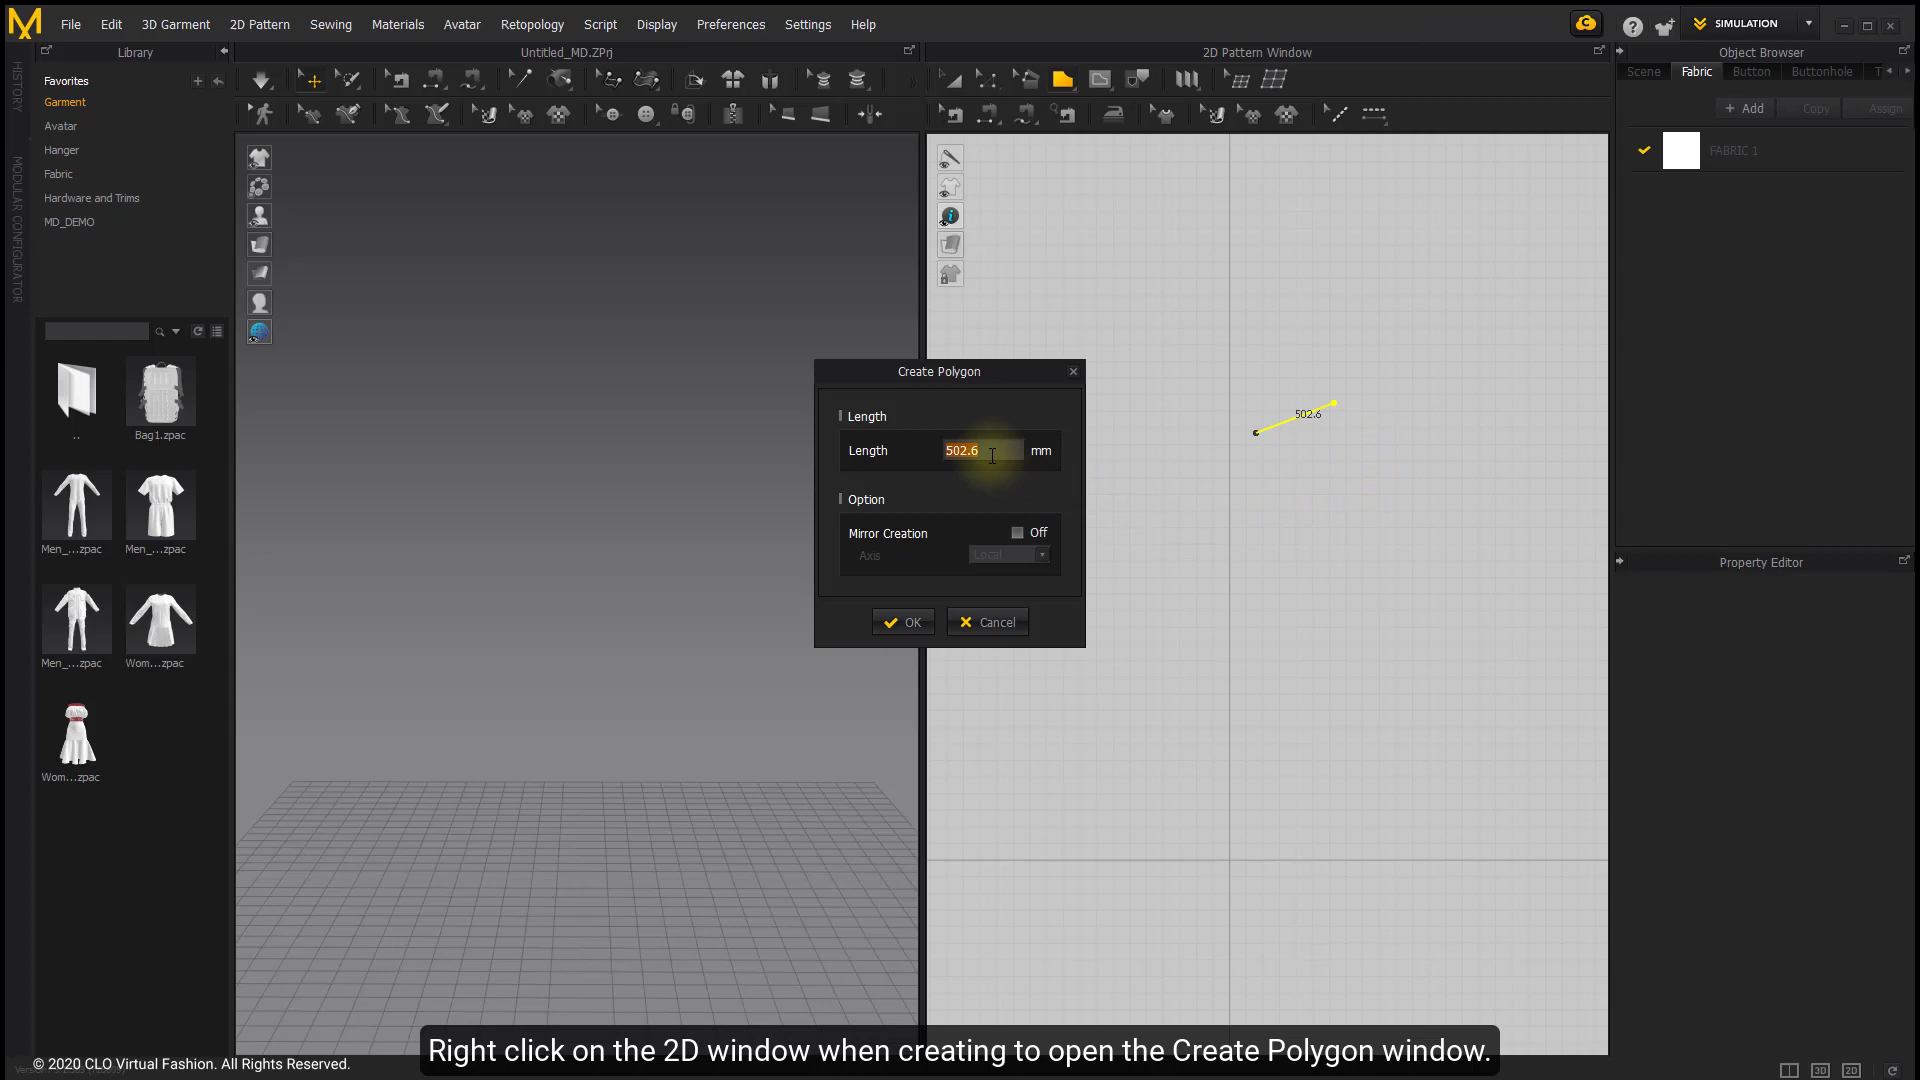 File Edit 3D Garment 2D Pattern Sewing Materials Avatar Retopology Script Display Preferences Settings Help
SIMULATION
Library
Untitled_MD.ZPrj
2D Pattern Window
Object Browser
HISTORY
MODULAR CONFIGURATOR
Favorites
Garment
Avatar
Hanger
Fabric
Hardware and Trims
MD_DEMO
Scene Fabric Button Buttonhole T
+ Add Copy Assign
FABRIC 1
..
Bag1.zpac
Men_...zpac
Men_...zpac
Men_...zpac
Wom...zpac
Wom...zpac
Create Polygon
Length
Length 502.6 mm
Option
Mirror Creation Off
Axis Local
OK Cancel
502.6
Property Editor
Right click on the 2D window when creating to open the Create Polygon window.
© 2020 CLO Virtual Fashion. All Rights Reserved.
3D 2D